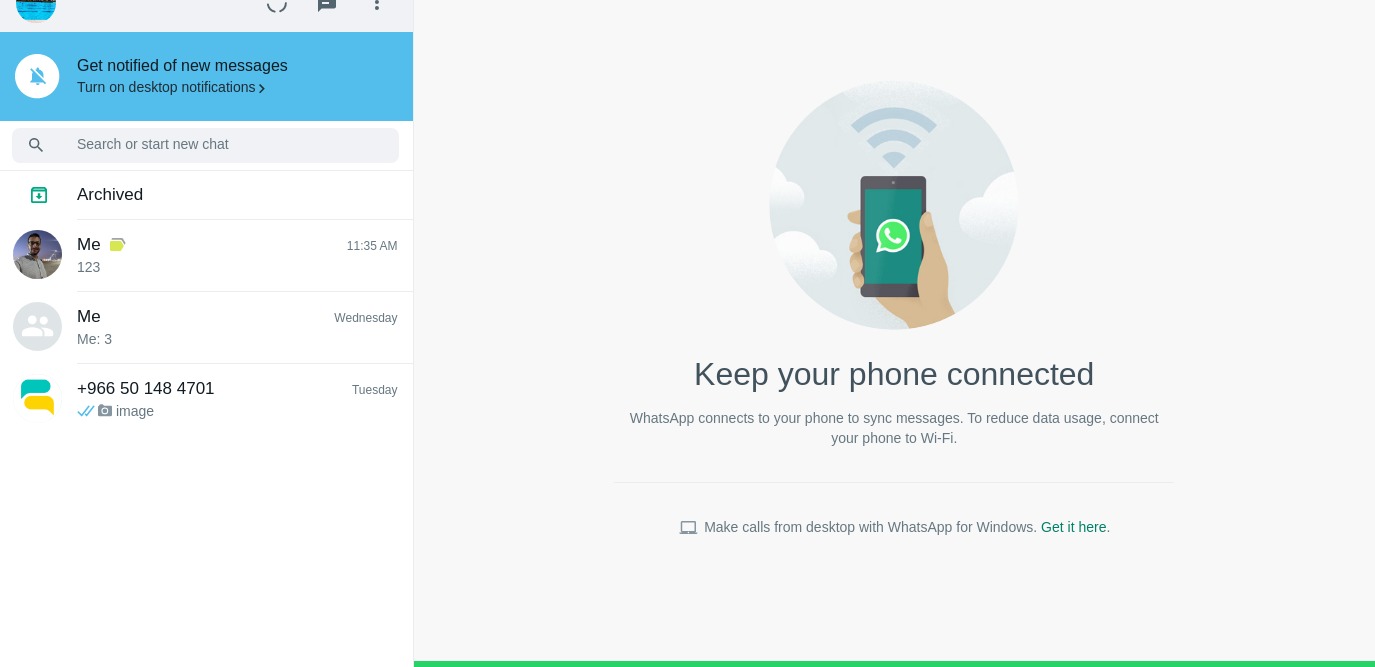 Get notified of new messages
Turn on desktop notifications
Search or start new chat
Archived
Me
11:35 AM
123
Me
Wednesday
Me: 3
+966 50 148 4701
Tuesday
image
Keep your phone connected
WhatsApp connects to your phone to sync messages. To reduce data usage, connect
your phone to Wi-Fi.
Make calls from desktop with WhatsApp for Windows. Get it here.